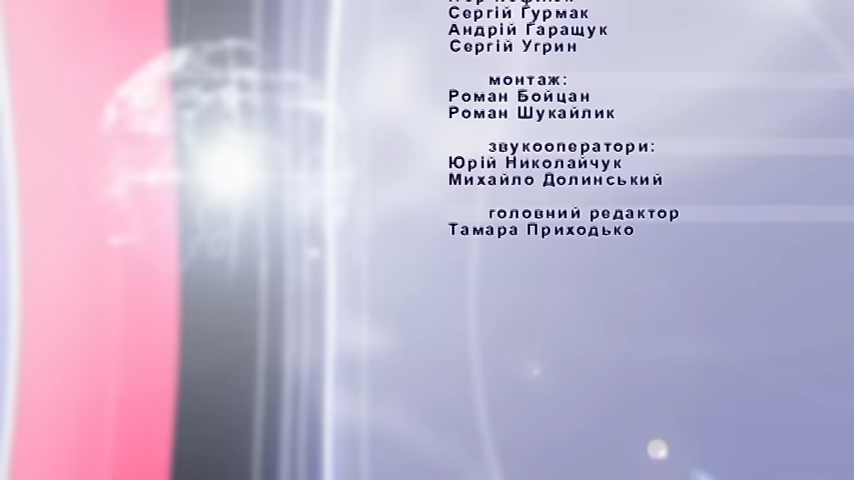 Сергій Гурмак
Андрій Гаращук
Сергій Угрин
монтаж:
Роман Бойцан
Роман Шукайлик
звукооператори:
Юрій Николайчук
Михайло Долинський
головний редактор
Тамара Приходько